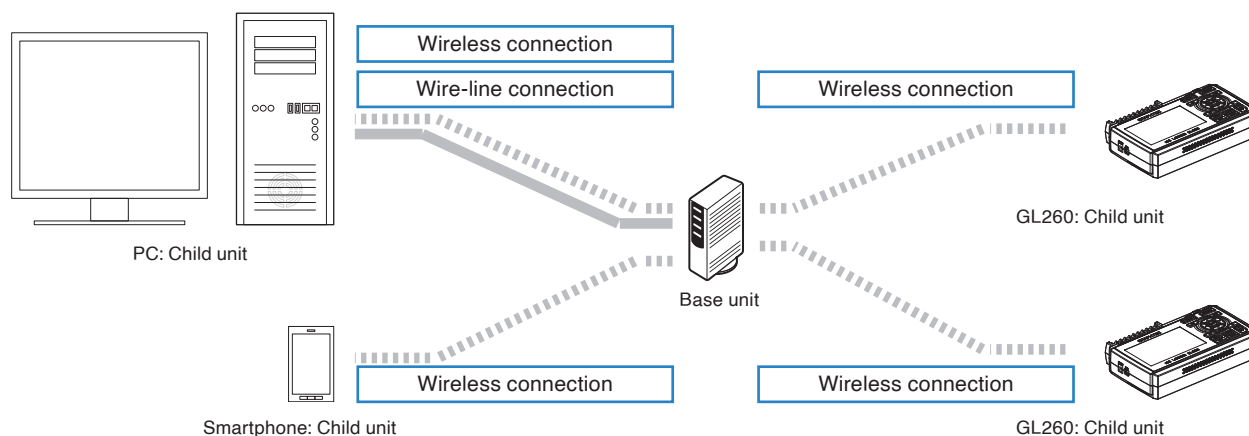 Wireless connection
Wire-line connection
Wireless connection
GL260: Child unit
PC: Child unit
Base unit
Wireless connection
Wireless connection
Smartphone: Child unit
GL260: Child unit